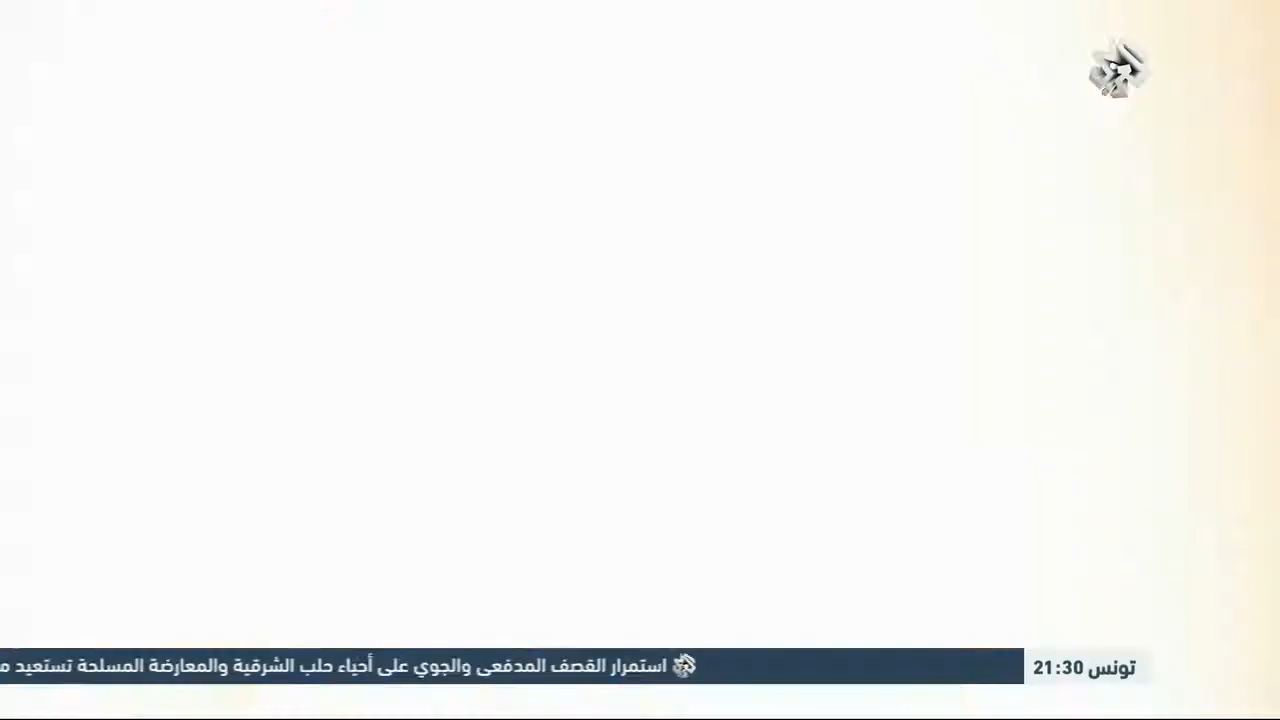 تونس 21:30
استمرار القصف المدفعي والجوي على أحياء حلب الشرقية والمعارضة المسلحة تستعيد